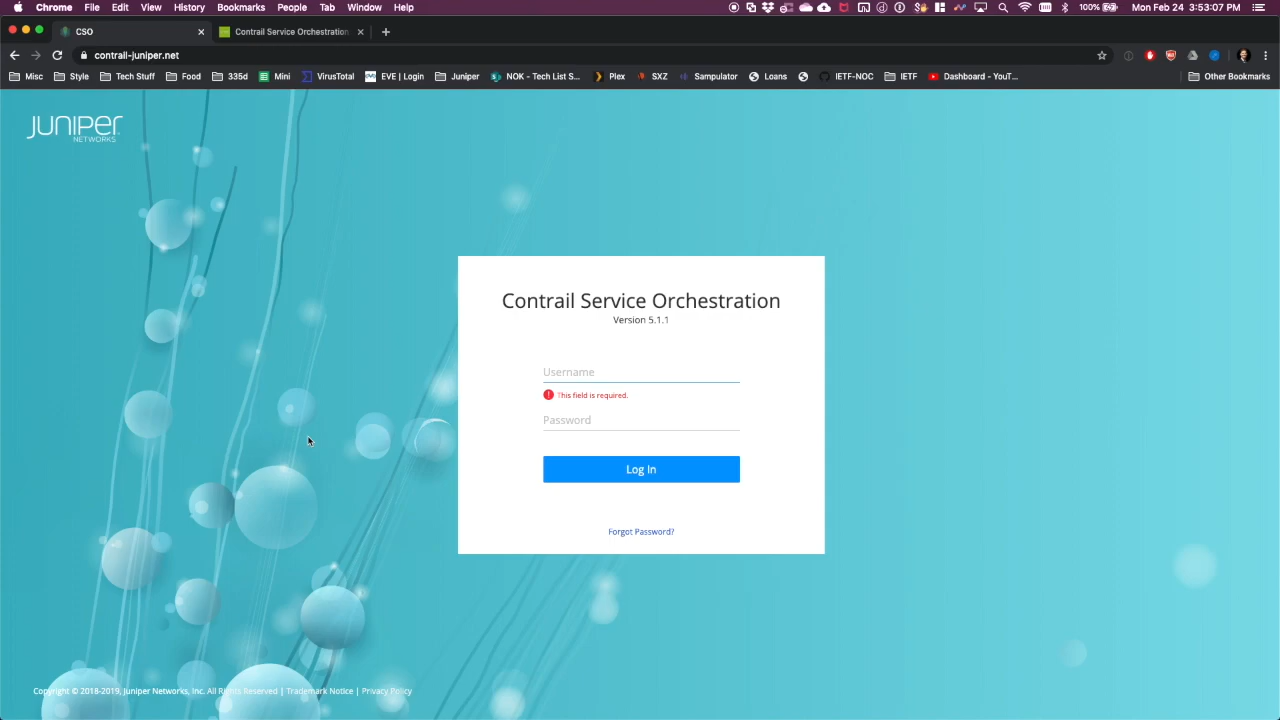 Chrome File Edit View History Bookmarks People Tab Window Help 100% Mon Feb 24 3:53:07 PM
CSO Contrail Service Orchestration
contrail-juniper.net
Misc Style Tech Stuff Food 335d Mini VirusTotal EVE | Login Juniper NOK - Tech List S... Plex SXZ Sampulator Loans IETF-NOC IETF Dashboard - YouT... Other Bookmarks
JUNIPER
NETWORKS
Contrail Service Orchestration
Version 5.1.1
Username
This field is required.
Password
Log In
Forgot Password?
Copyright © 2018-2019, Juniper Networks, Inc. All Rights Reserved | Trademark Notice | Privacy Policy